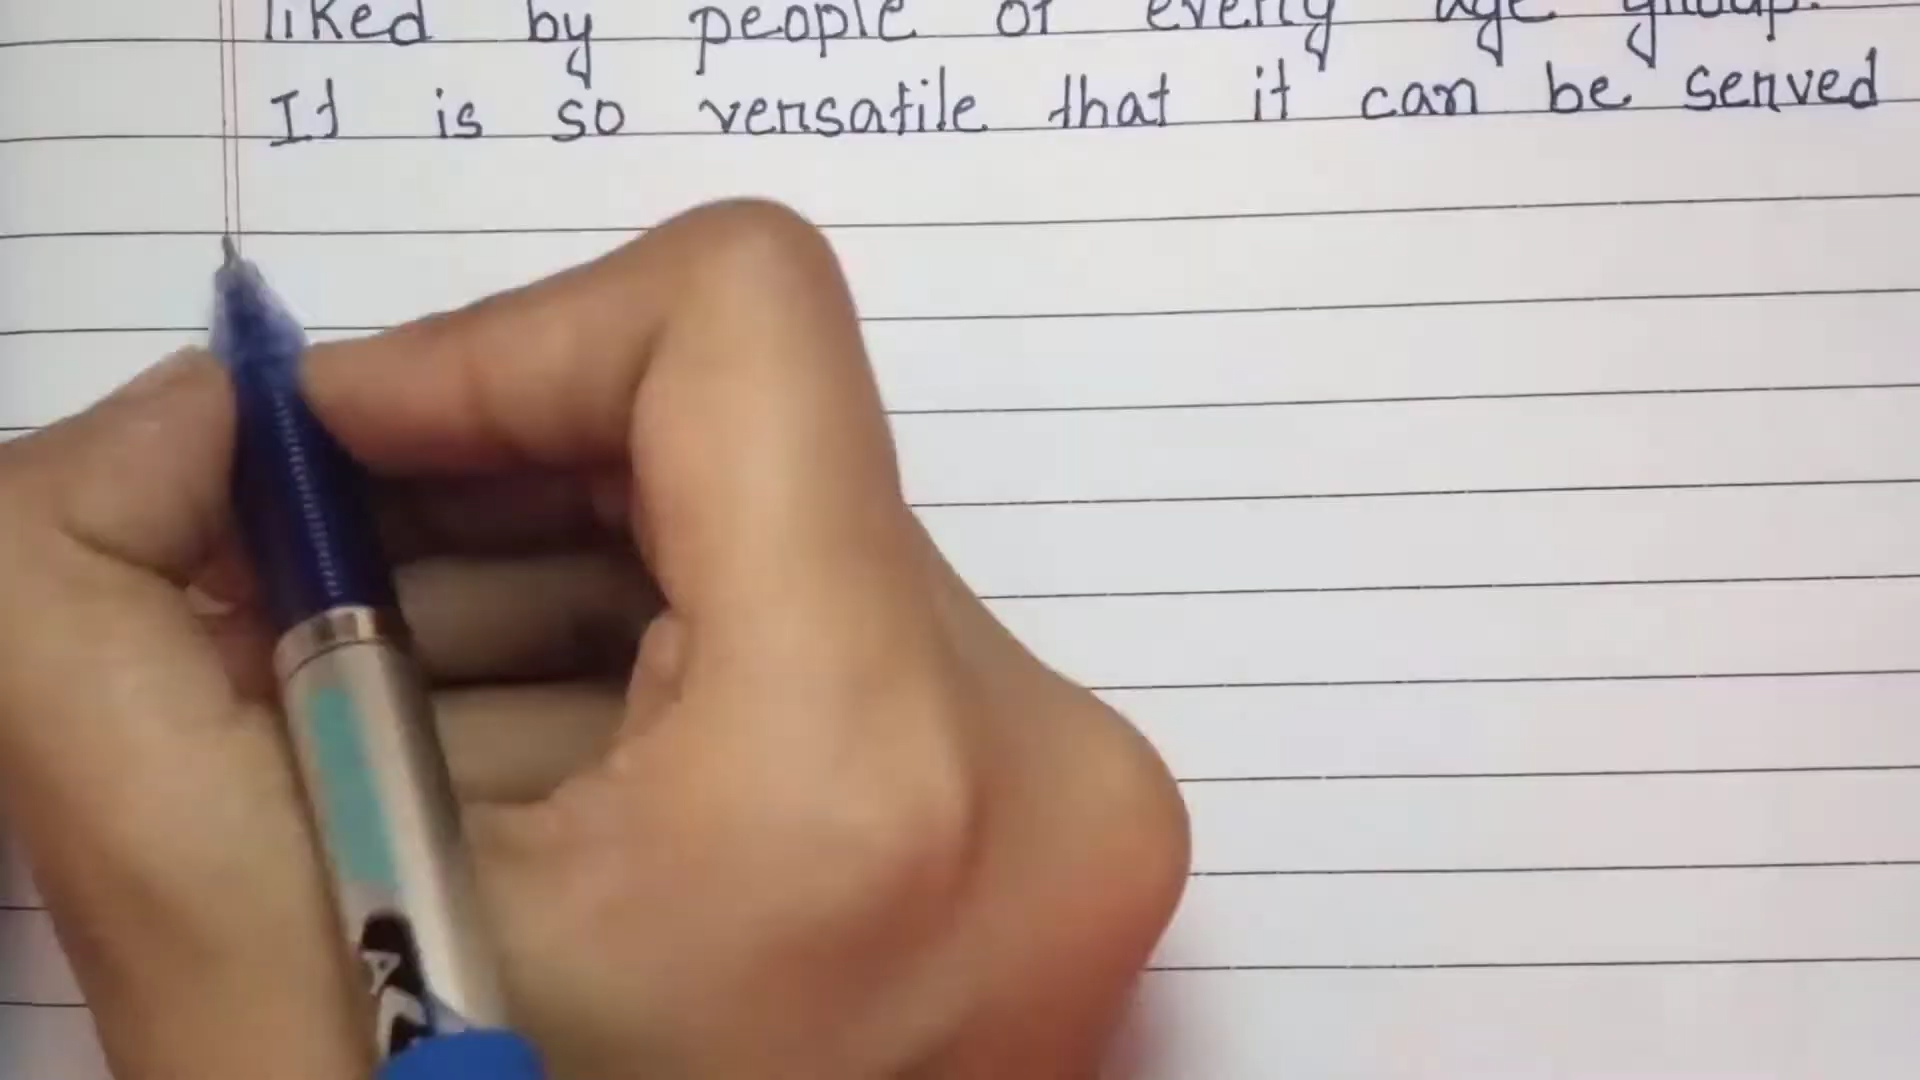 liked by people of every age group.
It is so versatile that it can be served